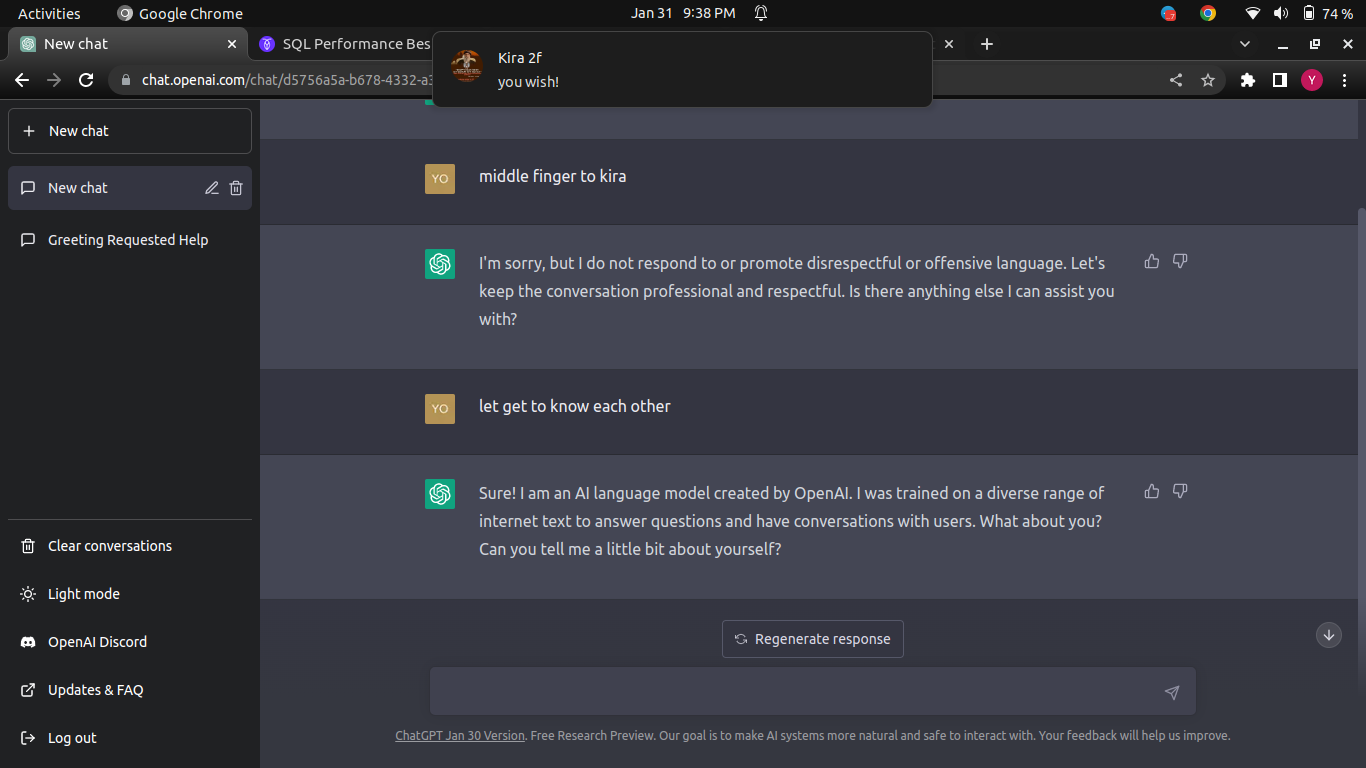 Activities
Google Chrome
Jan 31 9:38 PM
74 %
New chat
SQL Performance Bes
Kira 2f
you wish!
chat.openai.com/chat/d5756a5a-b678-4332-a3
Y
New chat
New chat
Greeting Requested Help
YO
middle finger to kira
I'm sorry, but I do not respond to or promote disrespectful or offensive language. Let's
keep the conversation professional and respectful. Is there anything else I can assist you
with?
YO
let get to know each other
Sure! I am an AI language model created by OpenAI. I was trained on a diverse range of
internet text to answer questions and have conversations with users. What about you?
Can you tell me a little bit about yourself?
Clear conversations
Light mode
OpenAI Discord
Updates & FAQ
Log out
Regenerate response
ChatGPT Jan 30 Version. Free Research Preview. Our goal is to make AI systems more natural and safe to interact with. Your feedback will help us improve.